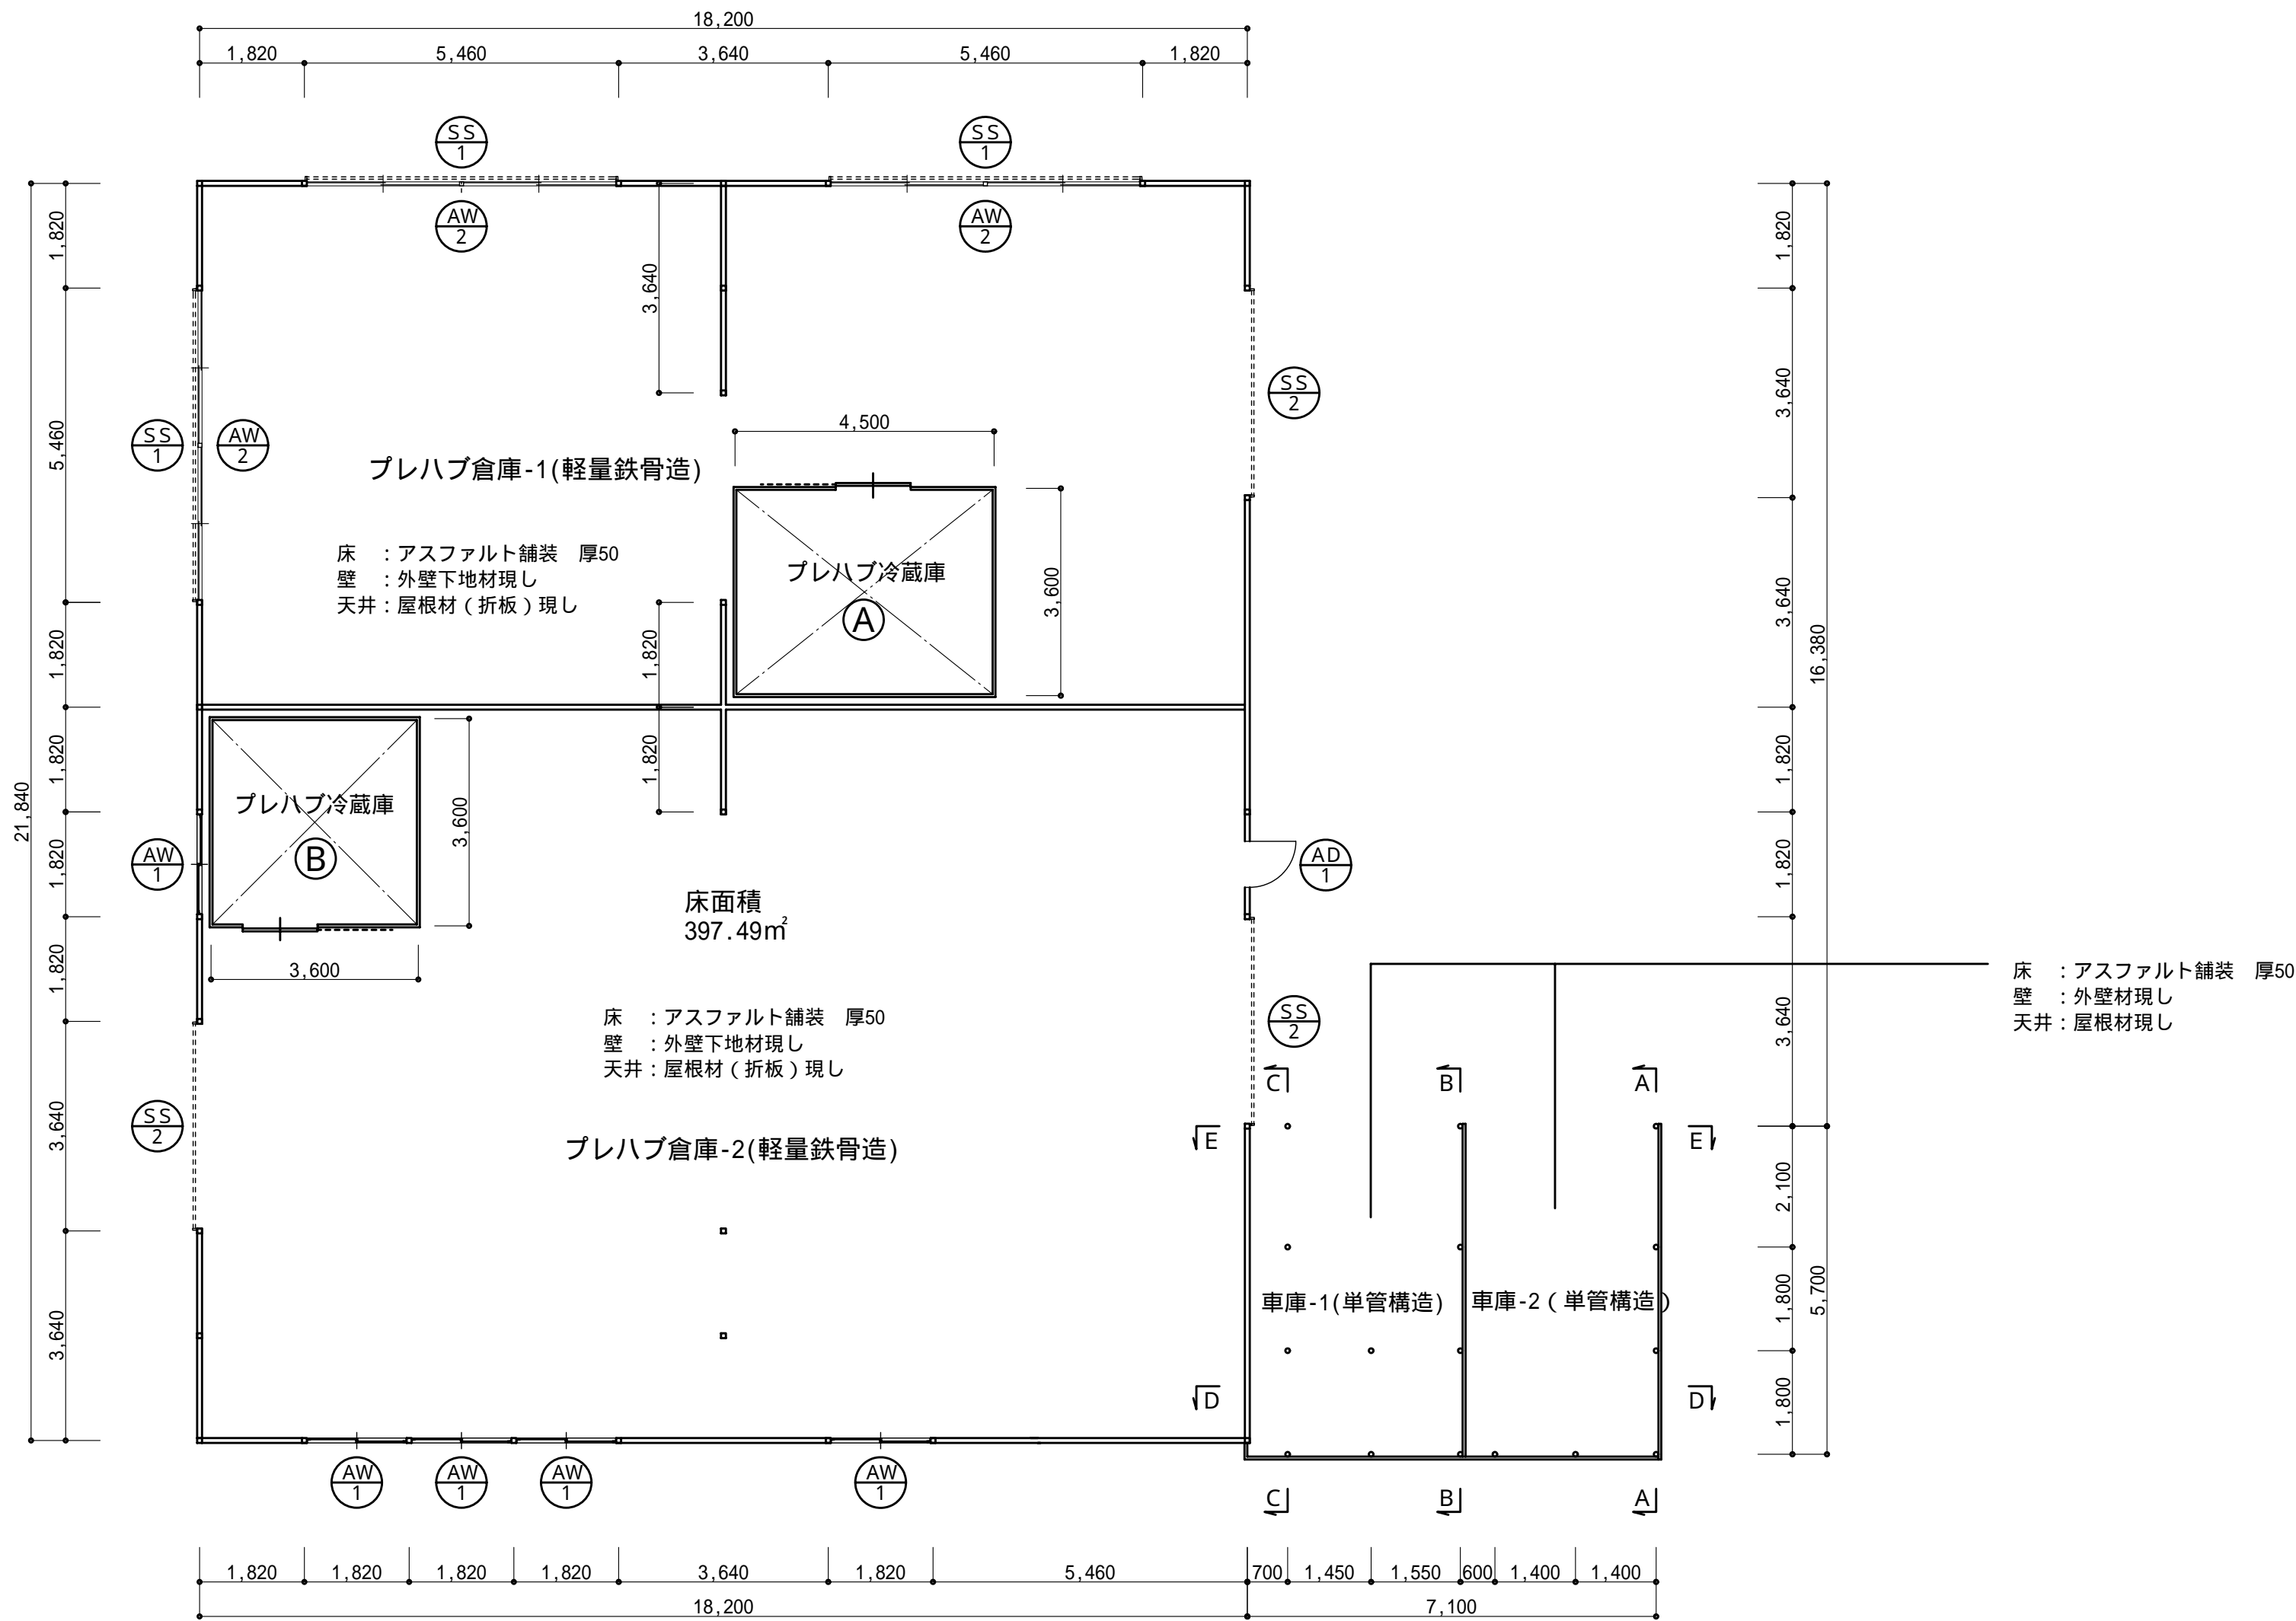 18,200
1,820 5,460 3,640 5,460 1,820
SS 1
SS 1
AW 2
AW 2
1,820
5,460
1,820
1,820
1,820
1,820
3,640
3,640
21,840
3,640
SS 1
AW 2
プレハブ倉庫-1(軽量鉄骨造)
床　：アスファルト舗装　厚50
壁　：外壁下地材現し
天井：屋根材（折板）現し
4,500
プレハブ冷蔵庫
A
3,600
1,820
1,820
SS 2
プレハブ冷蔵庫
B
3,600
3,600
AW 1
SS 2
床面積
397.49㎡
床　：アスファルト舗装　厚50
壁　：外壁下地材現し
天井：屋根材（折板）現し
プレハブ倉庫-2(軽量鉄骨造)
AD 1
SS 2
1,820
3,640
3,640
1,820
1,820
3,640
16,380
2,100
1,800
1,800
5,700
床　：アスファルト舗装　厚50
壁　：外壁材現し
天井：屋根材現し
C B A
E E
車庫-1(単管構造)
車庫-2（単管構造）
D D
C B A
AW 1
AW 1
AW 1
AW 1
1,820 1,820 1,820 1,820 3,640 1,820 5,460 700 1,450 1,550 600 1,400 1,400
18,200 7,100